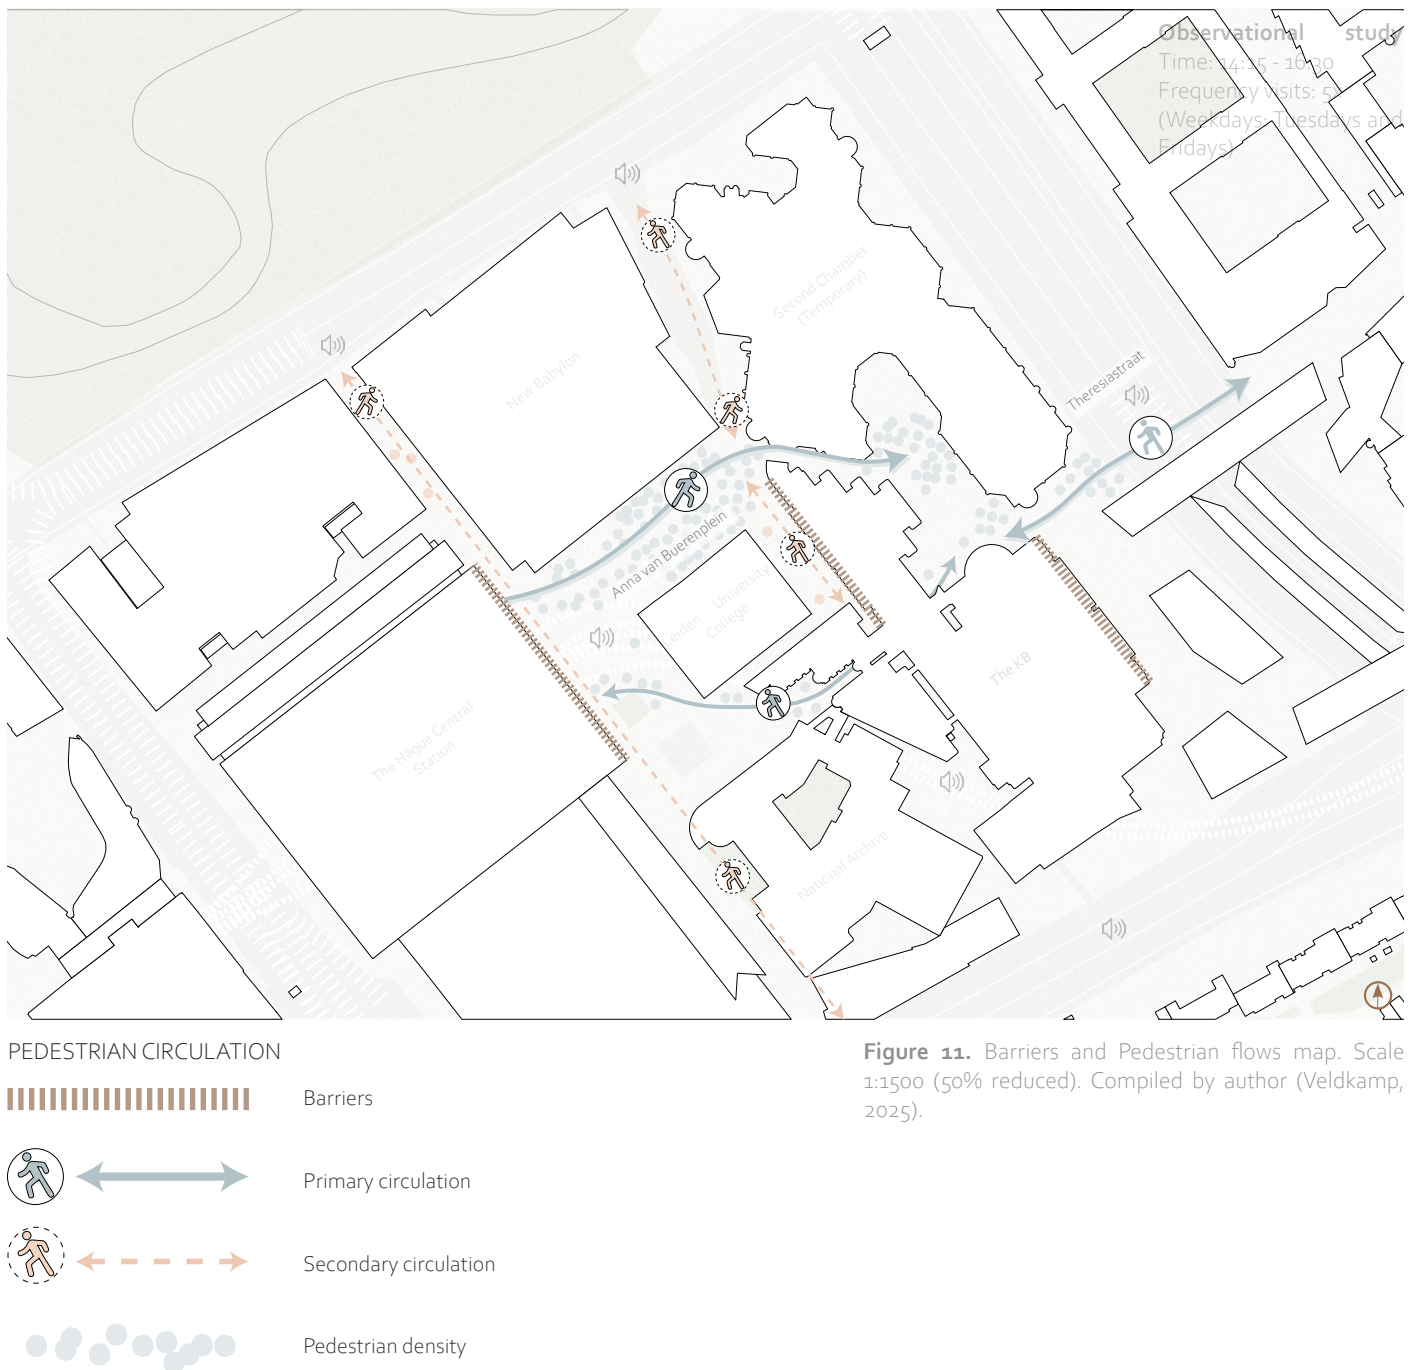 Observational study
Time: 14:15 - 16:30
Frequency visits: 5x
(Weekdays: Tuesdays and
Fridays)
Second Chamber
(Temporary)
New Babylon
Theresiastraat
Anna van Buerenplein
Leiden University
College
The KB
The Hague Central
Station
National Archive
PEDESTRIAN CIRCULATION
Barriers
Primary circulation
Secondary circulation
Pedestrian density
Figure 11. Barriers and Pedestrian flows map. Scale
1:1500 (50% reduced). Compiled by author (Veldkamp,
2025).